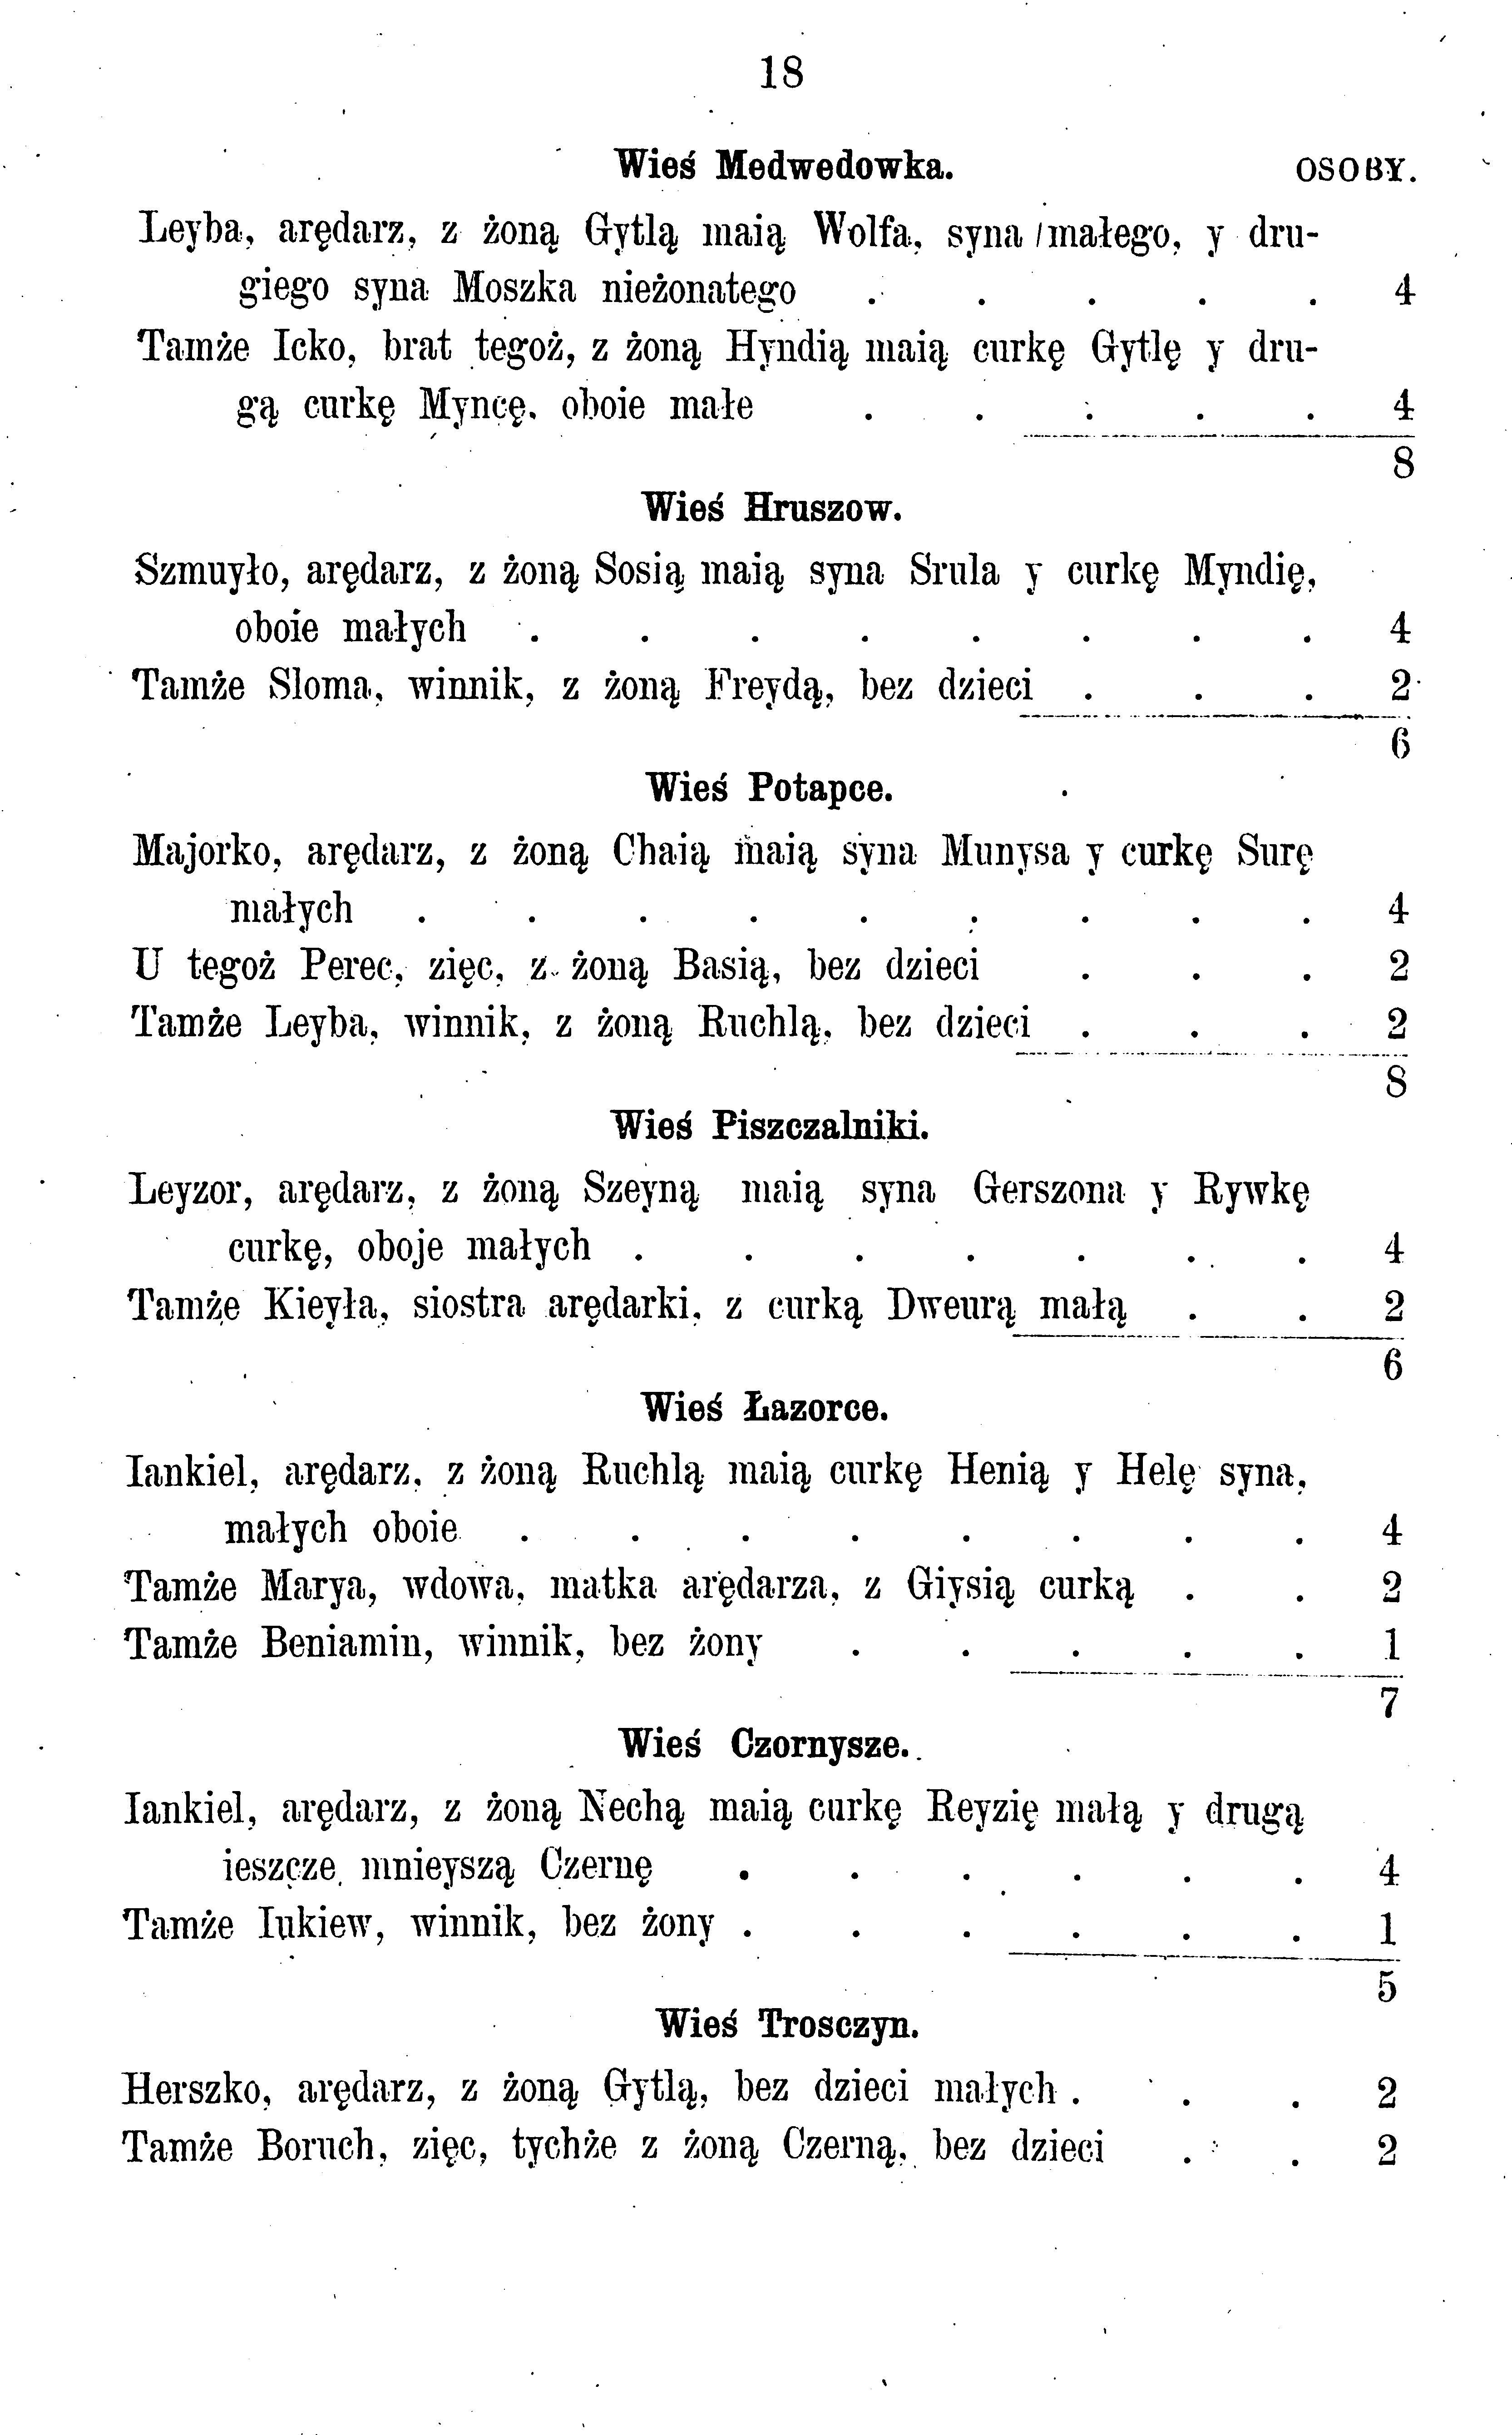 18
Wieś Medwedowka. OSOBY.
Leyba, arędarz, z żoną Gytlą maią Wolfa, syna małego, y dru-
giego syna Moszka nieżonatego . . . . . 4
Tamże Icko, brat tegoż, z żoną Hyndią maią curkę Gytlę y dru-
gą curkę Myncę, oboie małe . . . . . 4
8
Wieś Hruszow.
Szmuyło, arędarz, z żoną Sosią maią syna Srula y curkę Myndię,
oboie małych . . . . . . . . 4
Tamże Sloma, winnik, z żoną Freydą, bez dzieci . . . 2
6
Wieś Potapce.
Majorko, arędarz, z żoną Chaią maią syna Munysa y curkę Surę
małych . . . . . . . . . 4
U tegoż Perec, zięc, z żoną Basią, bez dzieci . . . 2
Tamże Leyba, winnik, z żoną Ruchlą, bez dzieci . . . 2
8
Wieś Piszczalniki.
Leyzor, arędarz, z żoną Szeyną maią syna Gerszona y Rywkę
curkę, oboje małych . . . . . . . 4
Tamże Kieyła, siostra arędarki, z curką Dweurą małą . . 2
6
Wieś Łazorce.
Iankiel, arędarz, z żoną Ruchlą maią curkę Henią y Helę syna,
małych oboie . . . . . . . . 4
Tamże Marya, wdowa, matka arędarza, z Giysią curką . . 2
Tamże Beniamin, winnik, bez żony . . . . . 1
7
Wieś Czornysze.
Iankiel, arędarz, z żoną Nechą maią curkę Reyzię małą y drugą
ieszcze mnieyszą Czernę . . . . . . 4
Tamże Iukiew, winnik, bez żony . . . . . . 1
5
Wieś Trosczyn.
Herszko, arędarz, z żoną Gytlą, bez dzieci małych . . . 2
Tamże Boruch, zięc, tychże z żoną Czerną, bez dzieci . . 2